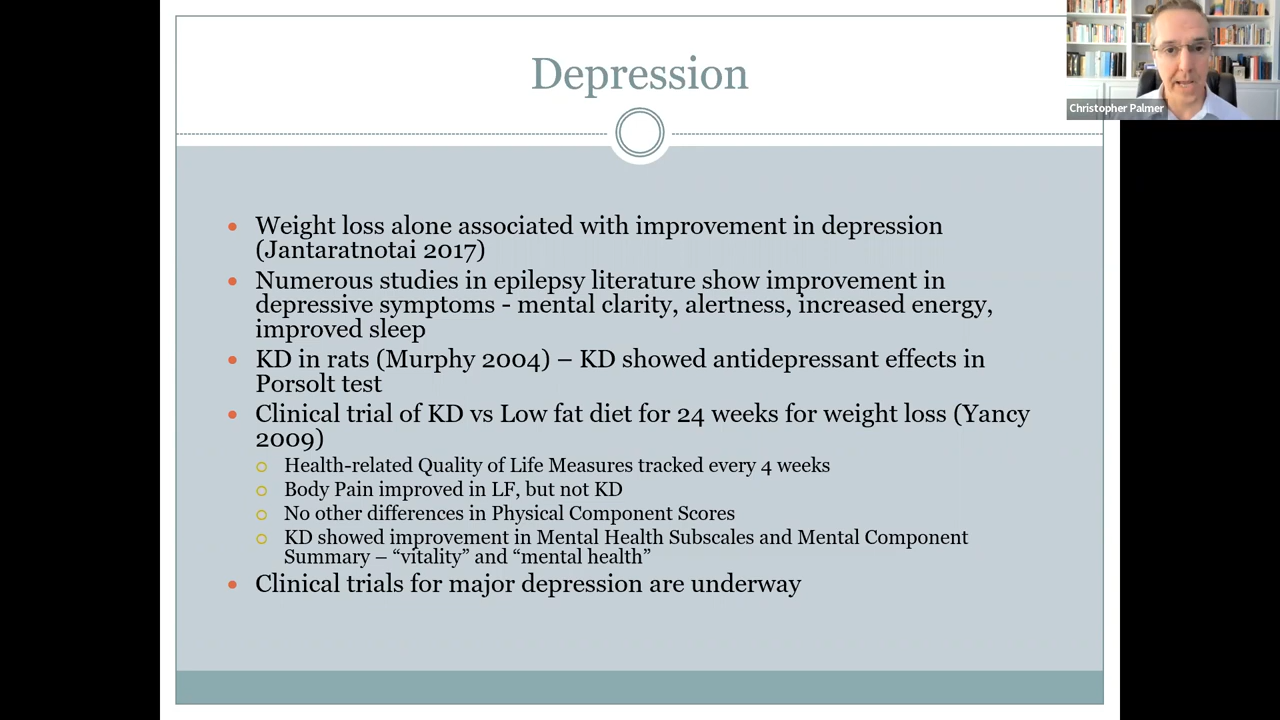 Depression
Christopher Palmer
• Weight loss alone associated with improvement in depression
(Jantaratnotai 2017)
• Numerous studies in epilepsy literature show improvement in
depressive symptoms - mental clarity, alertness, increased energy,
improved sleep
• KD in rats (Murphy 2004) – KD showed antidepressant effects in
Porsolt test
• Clinical trial of KD vs Low fat diet for 24 weeks for weight loss (Yancy
2009)
○ Health-related Quality of Life Measures tracked every 4 weeks
○ Body Pain improved in LF, but not KD
○ No other differences in Physical Component Scores
○ KD showed improvement in Mental Health Subscales and Mental Component
Summary – “vitality” and “mental health”
• Clinical trials for major depression are underway